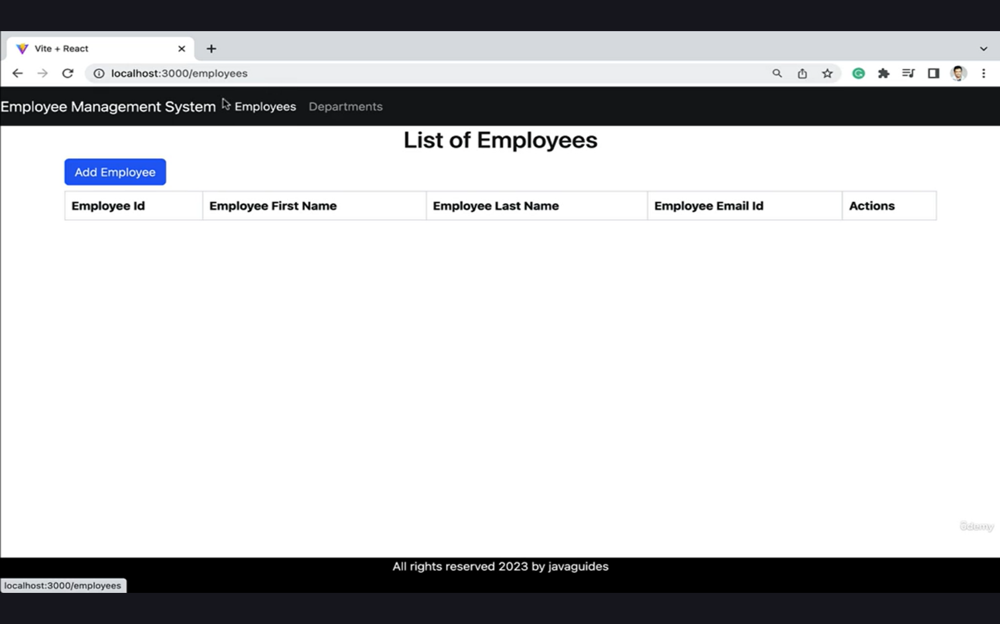 Vite + React
localhost:3000/employees
Employee Management System Employees Departments
List of Employees
Add Employee
Employee Id Employee First Name Employee Last Name Employee Email Id Actions
ûdemy
All rights reserved 2023 by javaguides
localhost:3000/employees